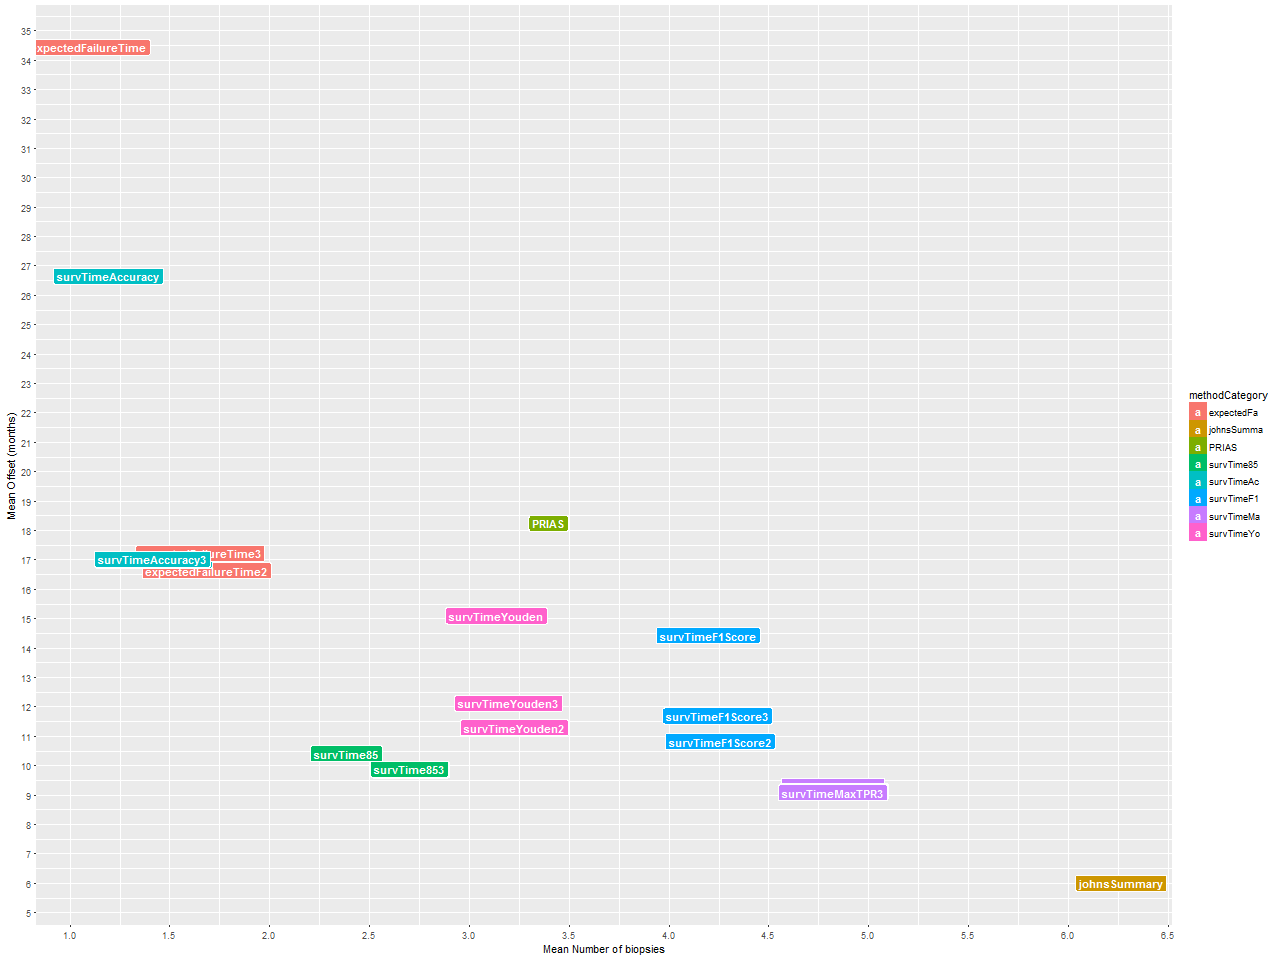 35
34
33
32
31
30
29
28
27
26
25
24
23
22
21
20
19
18
17
16
15
14
13
12
11
10
9
8
7
6
5
Mean Offset (months)
xpectedFailureTime
survTimeAccuracy
PRIAS
ureTime3
survTimeAccuracy3
expectedFailureTime2
survTimeYouden
survTimeF1Score
survTimeYouden3
survTimeF1Score3
survTimeYouden2
survTimeF1Score2
survTime85
survTime853
survTimeMaxTPR3
johnsSummary
1.0 1.5 2.0 2.5 3.0 3.5 4.0 4.5 5.0 5.5 6.0 6.5
Mean Number of biopsies
methodCategory
a expectedFa
a johnsSumma
a PRIAS
a survTime85
a survTimeAc
a survTimeF1
a survTimeMa
a survTimeYo